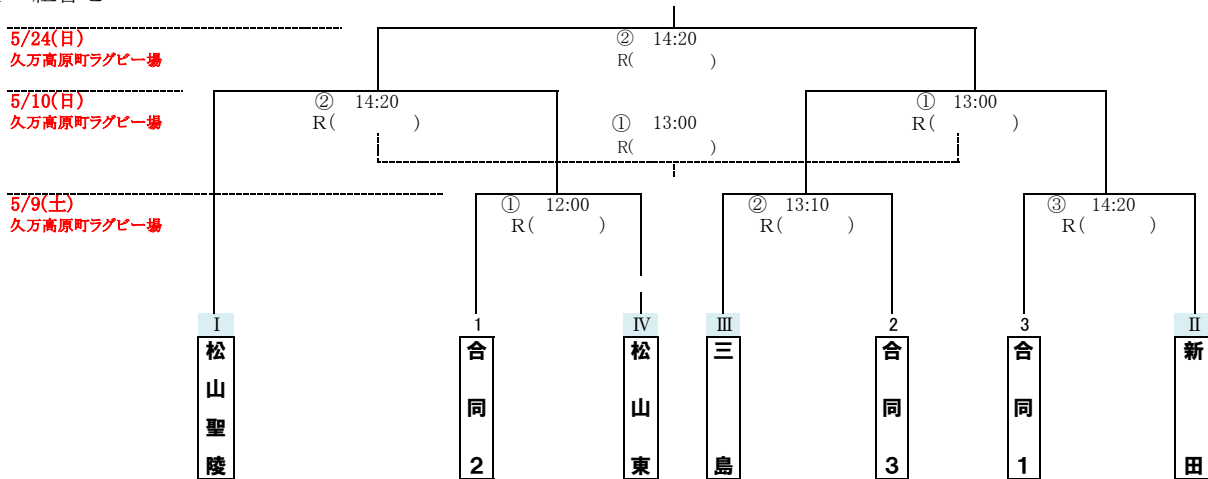 組合せ
5/24(日)
久万高原町ラグビー場
② 14:20
R( )
5/10(日)
久万高原町ラグビー場
② 14:20
R( )
① 13:00
R( )
① 13:00
R( )
5/9(土)
久万高原町ラグビー場
① 12:00
R( )
② 13:10
R( )
③ 14:20
R( )
Ⅰ
松山聖陵
1
合同2
Ⅳ
松山東
Ⅲ
三島
2
合同3
3
合同1
Ⅱ
新田